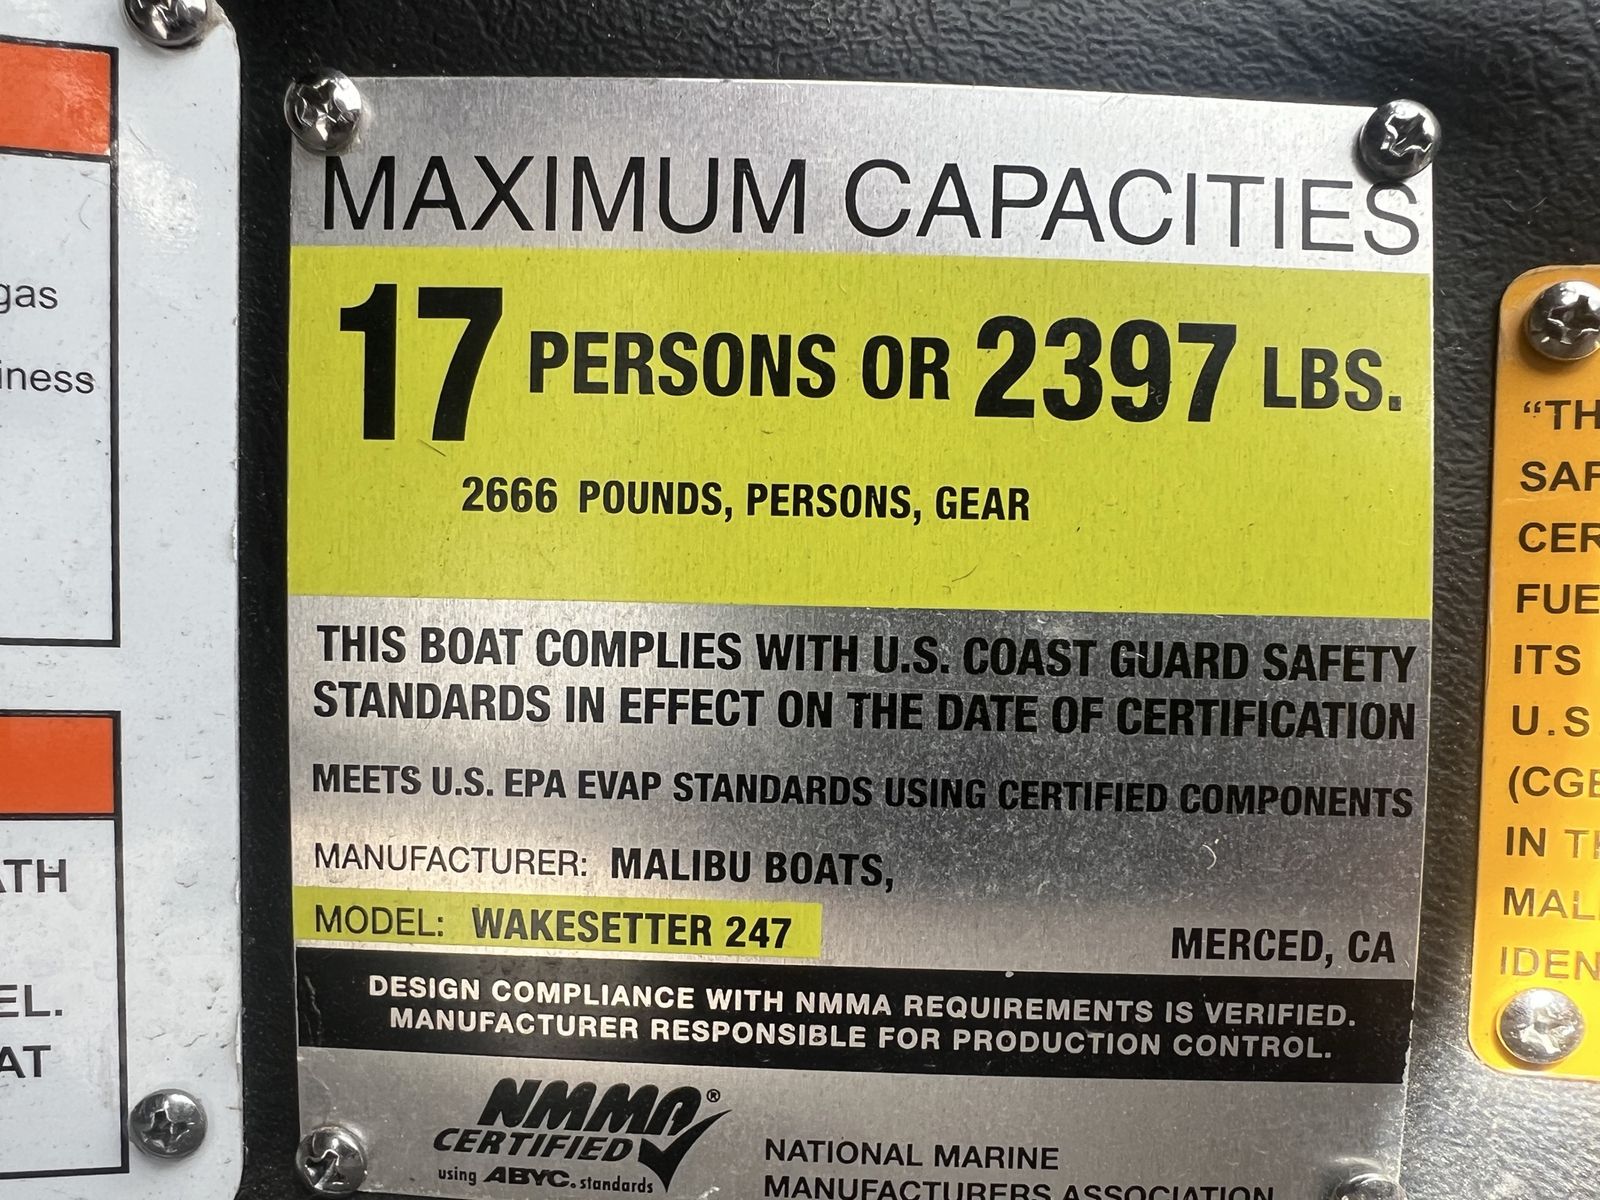 gas
iness
ATH
EL.
AT
MAXIMUM CAPACITIES
17 PERSONS OR 2397 LBS.
2666 POUNDS, PERSONS, GEAR
THIS BOAT COMPLIES WITH U.S. COAST GUARD SAFETY
STANDARDS IN EFFECT ON THE DATE OF CERTIFICATION
MEETS U.S. EPA EVAP STANDARDS USING CERTIFIED COMPONENTS
MANUFACTURER: MALIBU BOATS,
MODEL: WAKESETTER 247 MERCED, CA
DESIGN COMPLIANCE WITH NMMA REQUIREMENTS IS VERIFIED.
MANUFACTURER RESPONSIBLE FOR PRODUCTION CONTROL.
NMMA®
CERTIFIED
using ABYC. standards
NATIONAL MARINE
MANUFACTURERS ASSOCIATION
"TH
SAF
CER
FUE
ITS
U.S
(CGE
IN TH
MALI
IDEN